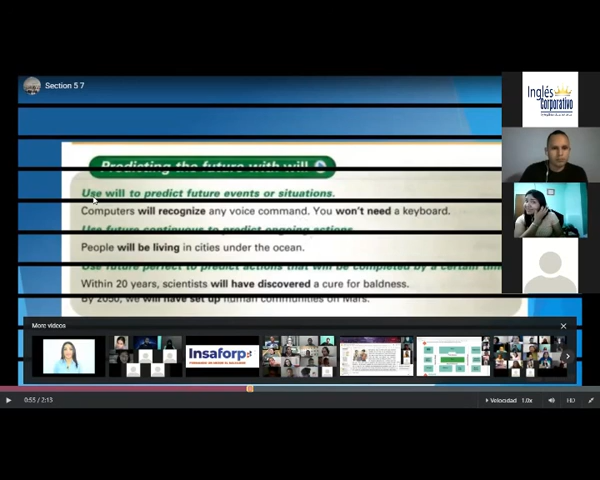 Section 5 7
Inglés
Corporativo
Predicting the future with will
Use will to predict future events or situations.
Computers will recognize any voice command. You won't need a keyboard.
Use future continuous to predict ongoing actions.
People will be living in cities under the ocean.
Use future perfect to predict actions that will be completed by a certain time
Within 20 years, scientists will have discovered a cure for baldness.
By 2050, we will have set up human communities on Mars.
More videos
Insaforp
0:55 / 2:13
Velocidad 1.0x
HD